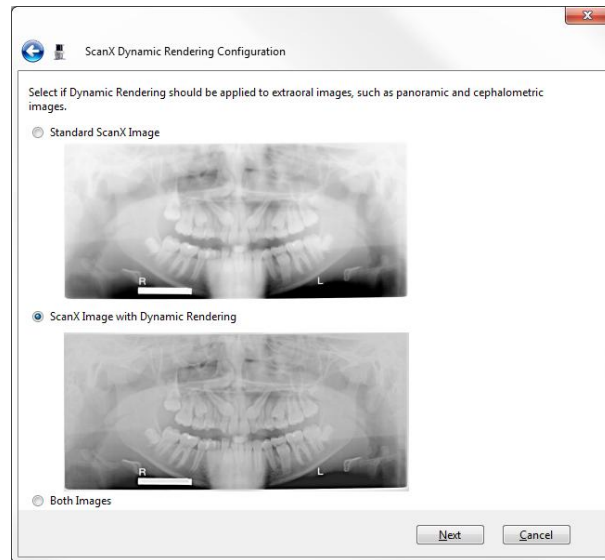 ScanX Dynamic Rendering Configuration
Select if Dynamic Rendering should be applied to extraoral images, such as panoramic and cephalometric
images.
Standard ScanX Image
R
L
ScanX Image with Dynamic Rendering
R
L
Both Images
Next
Cancel